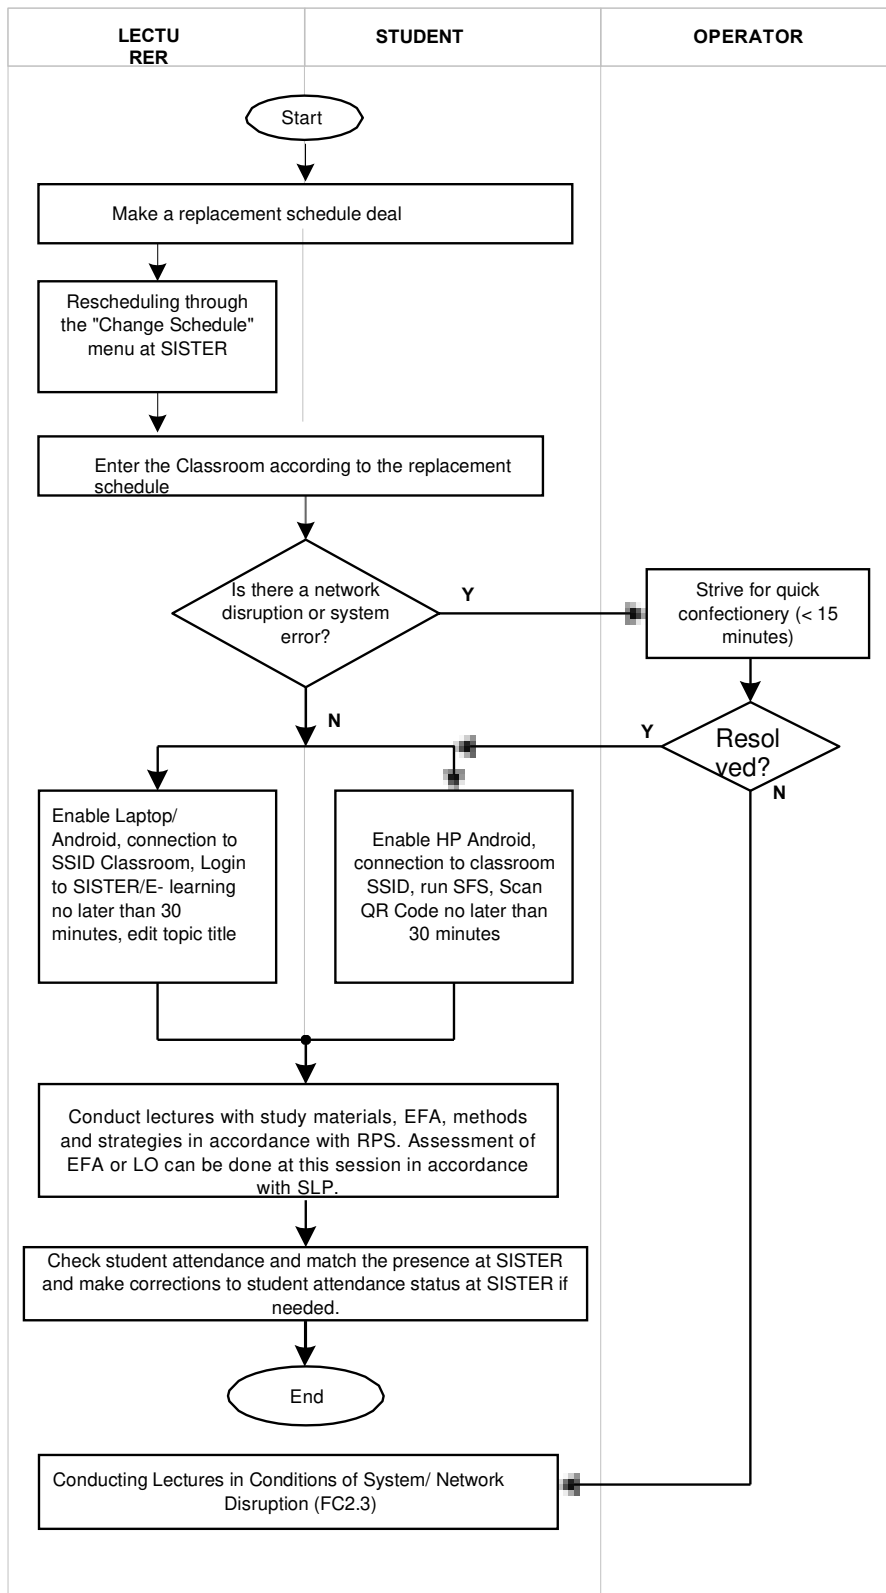 LECTU
RER
STUDENT
OPERATOR
Start
Make a replacement schedule deal
Rescheduling through
the "Change Schedule"
menu at SISTER
Enter the Classroom according to the replacement
schedule
Is there a network
disruption or system
error?
Y
Strive for quick
confectionery (< 15
minutes)
N
Y
Resol
ved?
N
Enable Laptop/
Android, connection to
SSID Classroom, Login
to SISTER/E- learning
no later than 30
minutes, edit topic title
Enable HP Android,
connection to classroom
SSID, run SFS, Scan
QR Code no later than
30 minutes
Conduct lectures with study materials, EFA, methods
and strategies in accordance with RPS. Assessment of
EFA or LO can be done at this session in accordance
with SLP.
Check student attendance and match the presence at SISTER
and make corrections to student attendance status at SISTER if
needed.
End
Conducting Lectures in Conditions of System/ Network
Disruption (FC2.3)